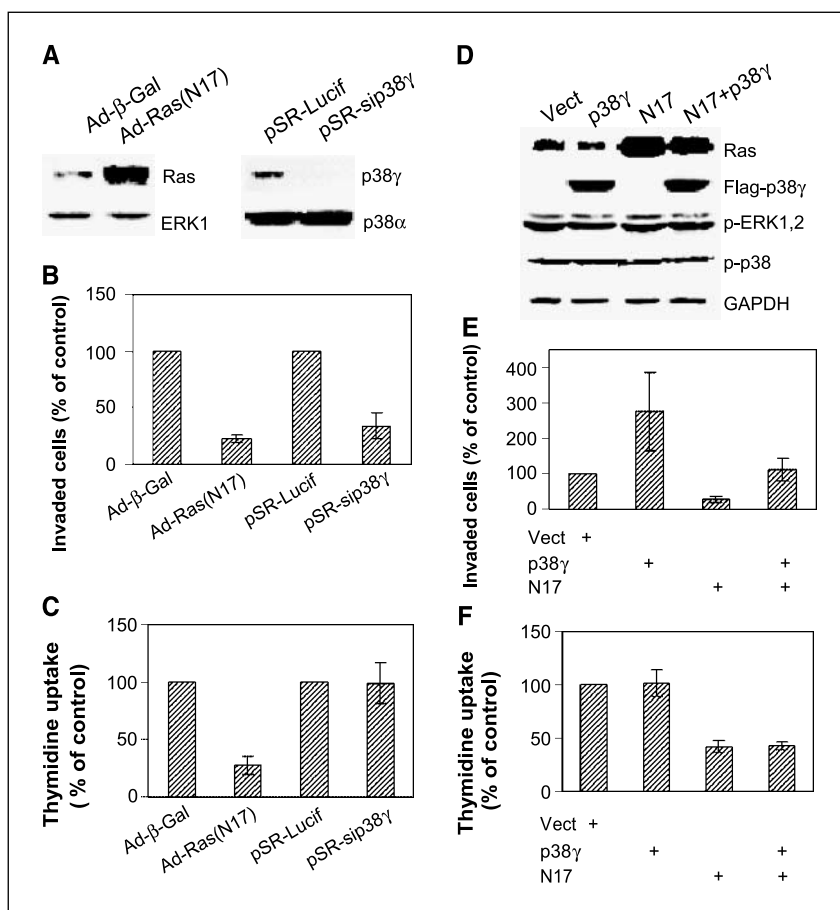 A
Ad-β-Gal
Ad-Ras(N17)
pSR-Lucif
pSR-sip38γ
Ras
ERK1
p38γ
p38α
B
Invaded cells (% of control)
150
100
50
0
Ad-β-Gal
Ad-Ras(N17)
pSR-Lucif
pSR-sip38γ
C
Thymidine uptake
( % of control)
150
100
50
0
Ad-β-Gal
Ad-Ras(N17)
pSR-Lucif
pSR-sip38γ
D
Vect
p38γ
N17
N17+p38γ
Ras
Flag-p38γ
p-ERK1,2
p-p38
GAPDH
E
Invaded cells (% of control)
400
300
200
100
0
Vect +
p38γ + +
N17 + +
F
Thymidine uptake
(% of control)
150
100
50
0
Vect +
p38γ + +
N17 + +